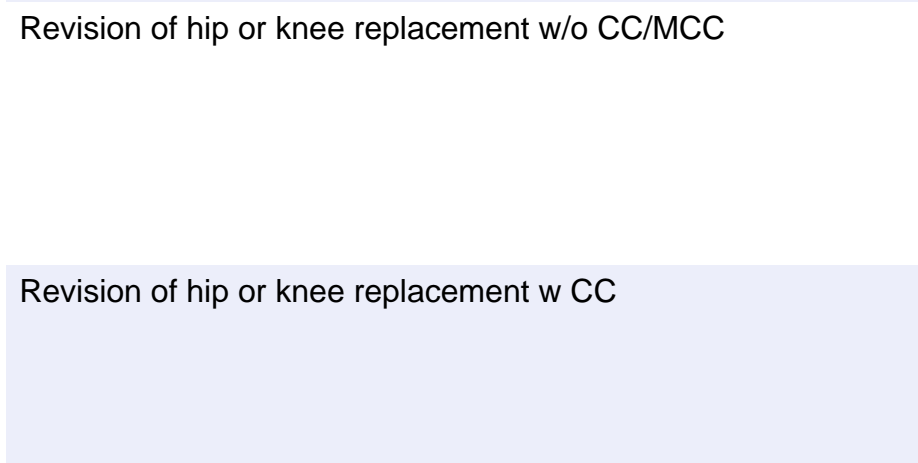 Revision of hip or knee replacement w/o CC/MCC
Revision of hip or knee replacement w CC